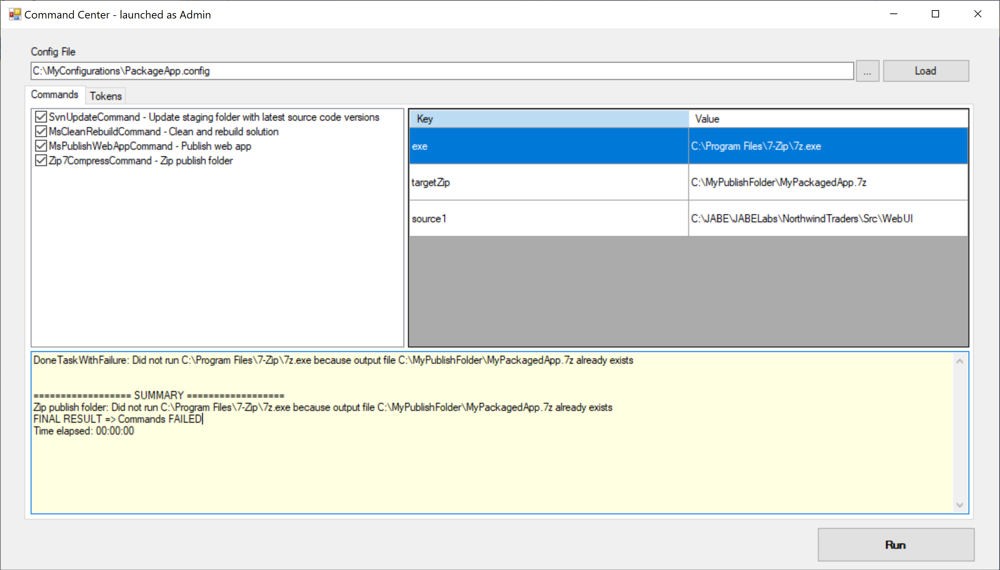 Command Center - launched as Admin
Config File
C:\MyConfigurations\PackageApp.config
...
Load
Commands
Tokens
SvnUpdateCommand - Update staging folder with latest source code versions
MsCleanRebuildCommand - Clean and rebuild solution
MsPublishWebAppCommand - Publish web app
Zip7CompressCommand - Zip publish folder
Key Value
exe C:\Program Files\7-Zip\7z.exe
targetZip C:\MyPublishFolder\MyPackagedApp.7z
source1 C:\JABE\JABELabs\NorthwindTraders\Src\WebUI
DoneTaskWithFailure: Did not run C:\Program Files\7-Zip\7z.exe because output file C:\MyPublishFolder\MyPackagedApp.7z already exists
================== SUMMARY ==================
Zip publish folder: Did not run C:\Program Files\7-Zip\7z.exe because output file C:\MyPublishFolder\MyPackagedApp.7z already exists
FINAL RESULT => Commands FAILED
Time elapsed: 00:00:00
Run